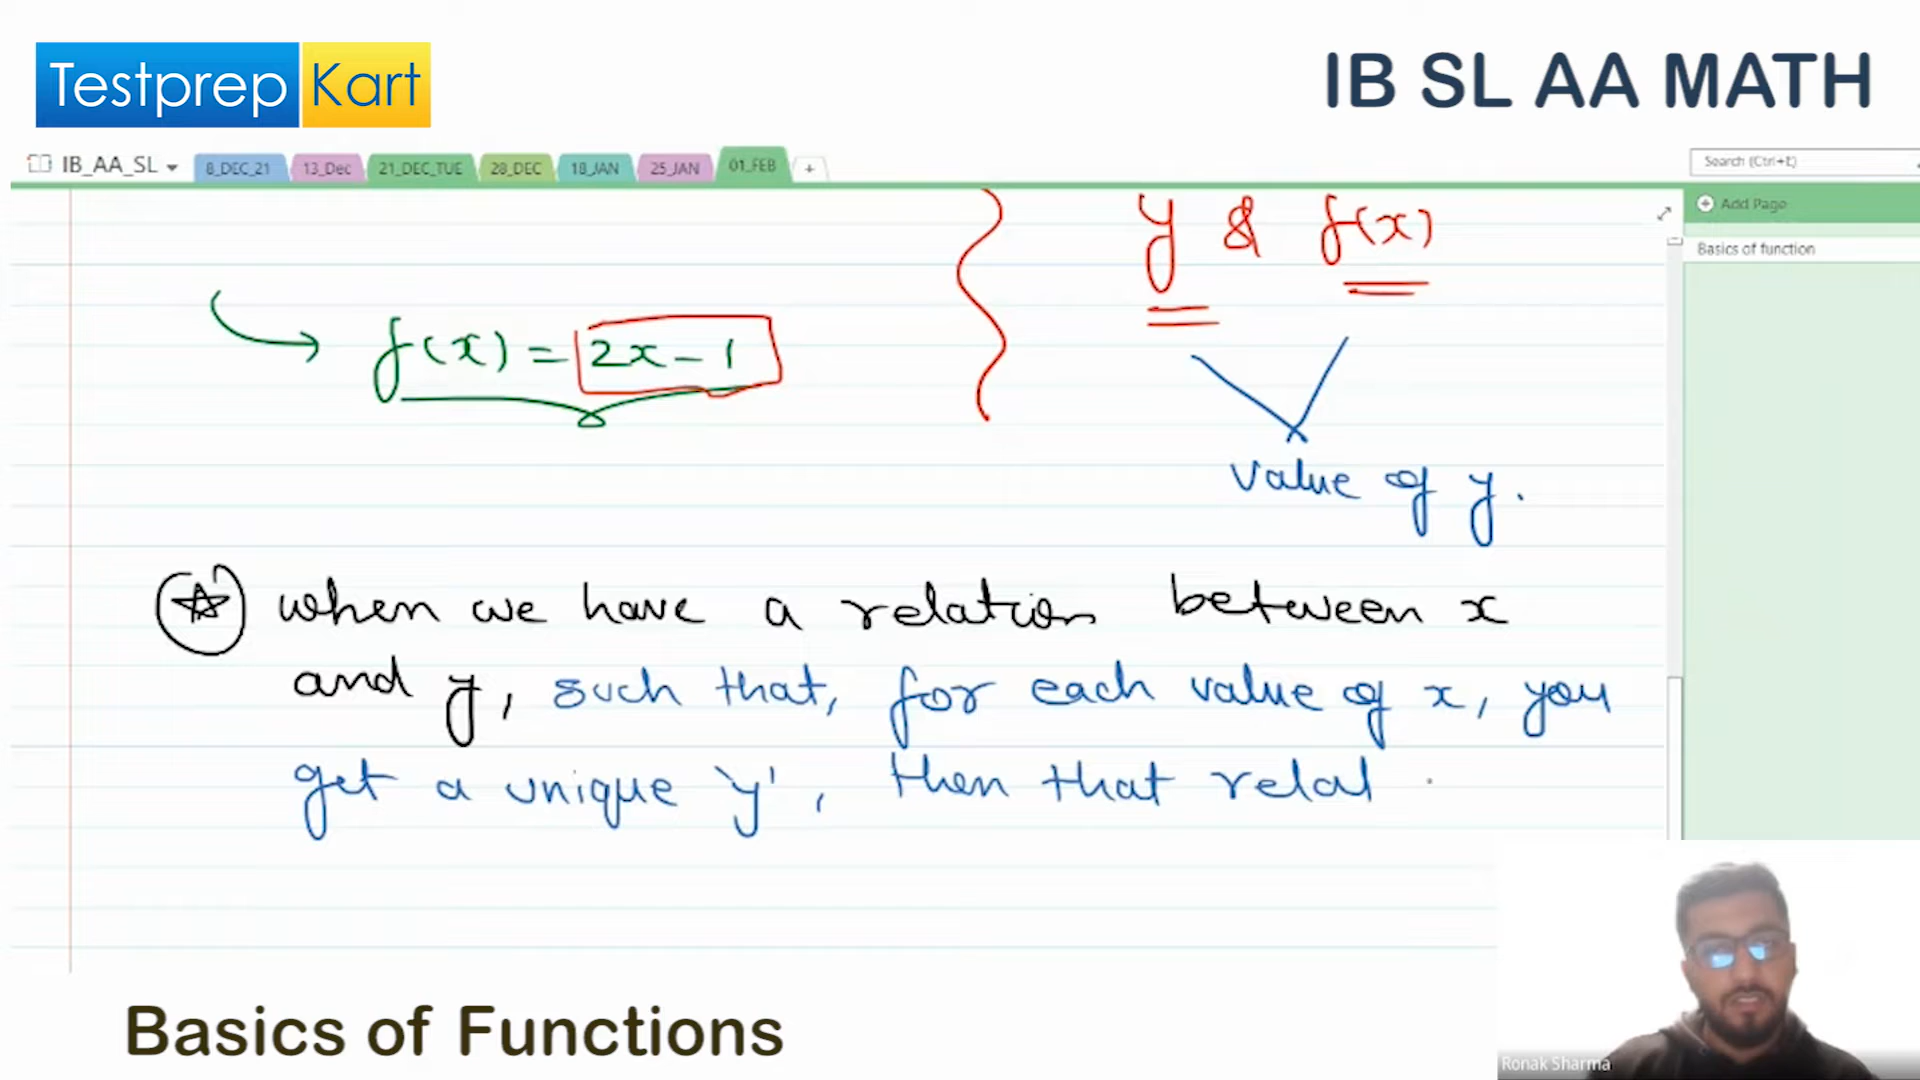 Testprep Kart
IB SL AA MATH
IB_AA_SL
8_DEC_21
13_Dec
21_DEC_TUE
28_DEC
18_JAN
25_JAN
01_FEB
+
Search (Ctrl+E)
Add Page
Basics of function
y & f(x)
f(x) = 2x - 1
value of y.
when we have a relation between x
and y, such that, for each value of x, you
get a unique 'y', then that relat
Basics of Functions
Ronak Sharma